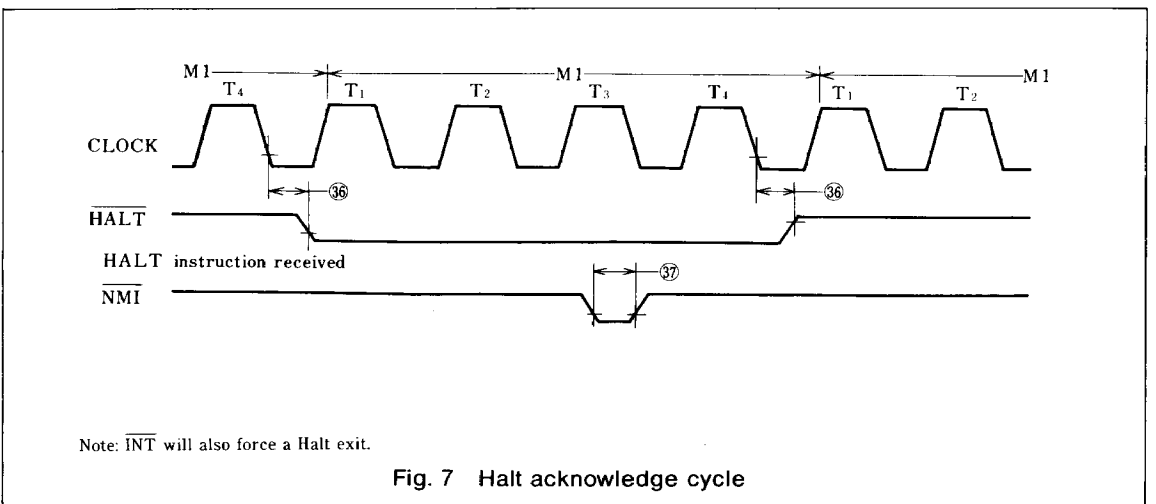 M1 M1 M1
T4 T1 T2 T3 T4 T1 T2
CLOCK
㊱ ㊱
HALT
HALT instruction received
㊲
NMI
Note: INT will also force a Halt exit.
Fig. 7 Halt acknowledge cycle